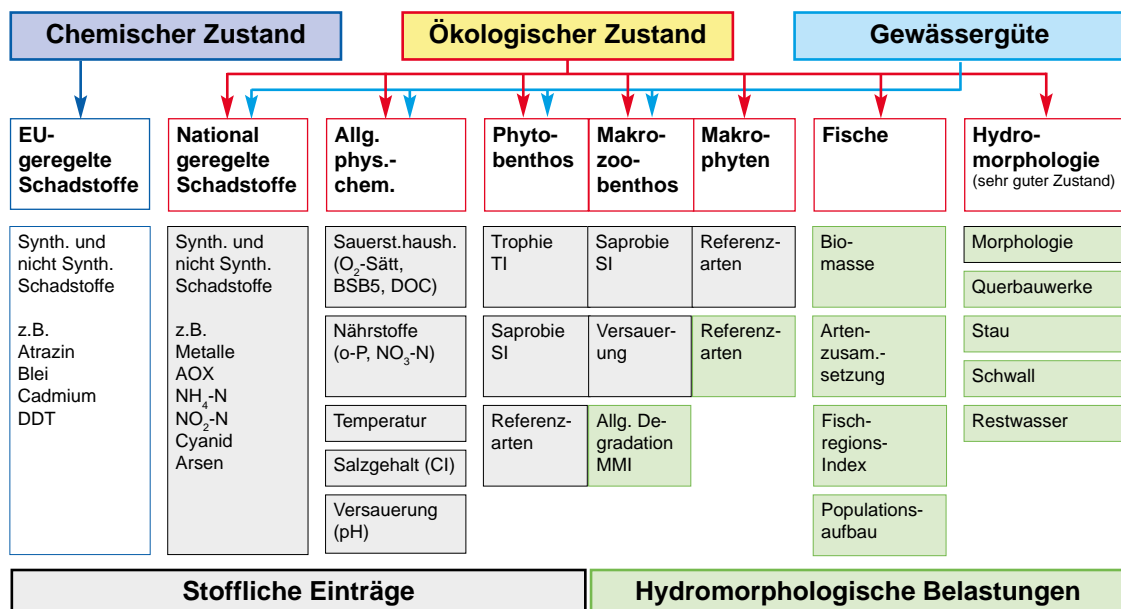 Chemischer Zustand
Ökologischer Zustand
Gewässergüte
EU-
geregelte
Schadstoffe
National
geregelte
Schadstoffe
Allg.
phys.-
chem.
Phyto-
benthos
Makro-
zoo-
benthos
Makro-
phyten
Fische
Hydro-
morphologie
(sehr guter Zustand)
Synth. und
nicht Synth.
Schadstoffe
z.B.
Atrazin
Blei
Cadmium
DDT
Synth. und
nicht Synth.
Schadstoffe
z.B.
Metalle
AOX
NH₄-N
NO₂-N
Cyanid
Arsen
Sauerst.haush.
(O₂-Sätt,
BSB5, DOC)
Nährstoffe
(o-P, NO₃-N)
Temperatur
Salzgehalt (Cl)
Versauerung
(pH)
Trophie
TI
Saprobie
SI
Referenz-
arten
Saprobie
SI
Versauer-
ung
Allg. De-
gradation
MMI
Referenz-
arten
Referenz-
arten
Bio-
masse
Arten-
zusam.-
setzung
Fisch-
regions-
Index
Populations-
aufbau
Morphologie
Querbauwerke
Stau
Schwall
Restwasser
Stoffliche Einträge
Hydromorphologische Belastungen